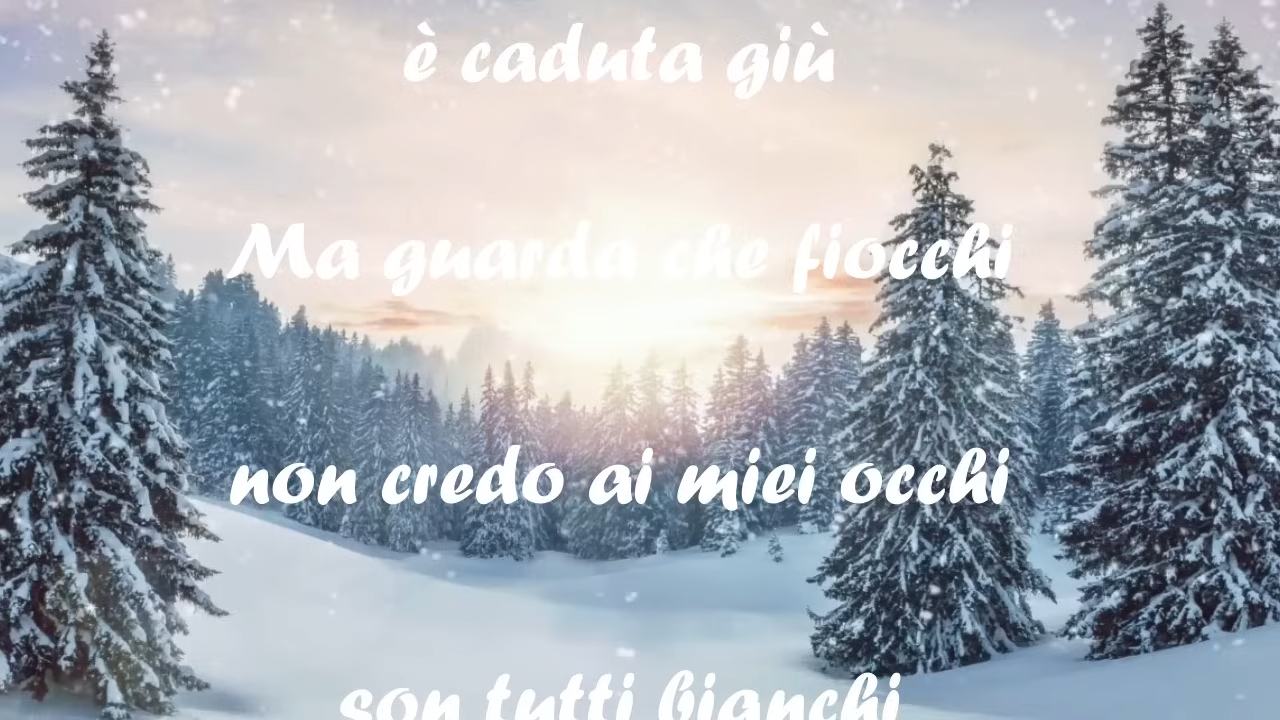 è caduta giù
Ma guarda che fiocchi
non credo ai miei occhi
son tutti bianchi